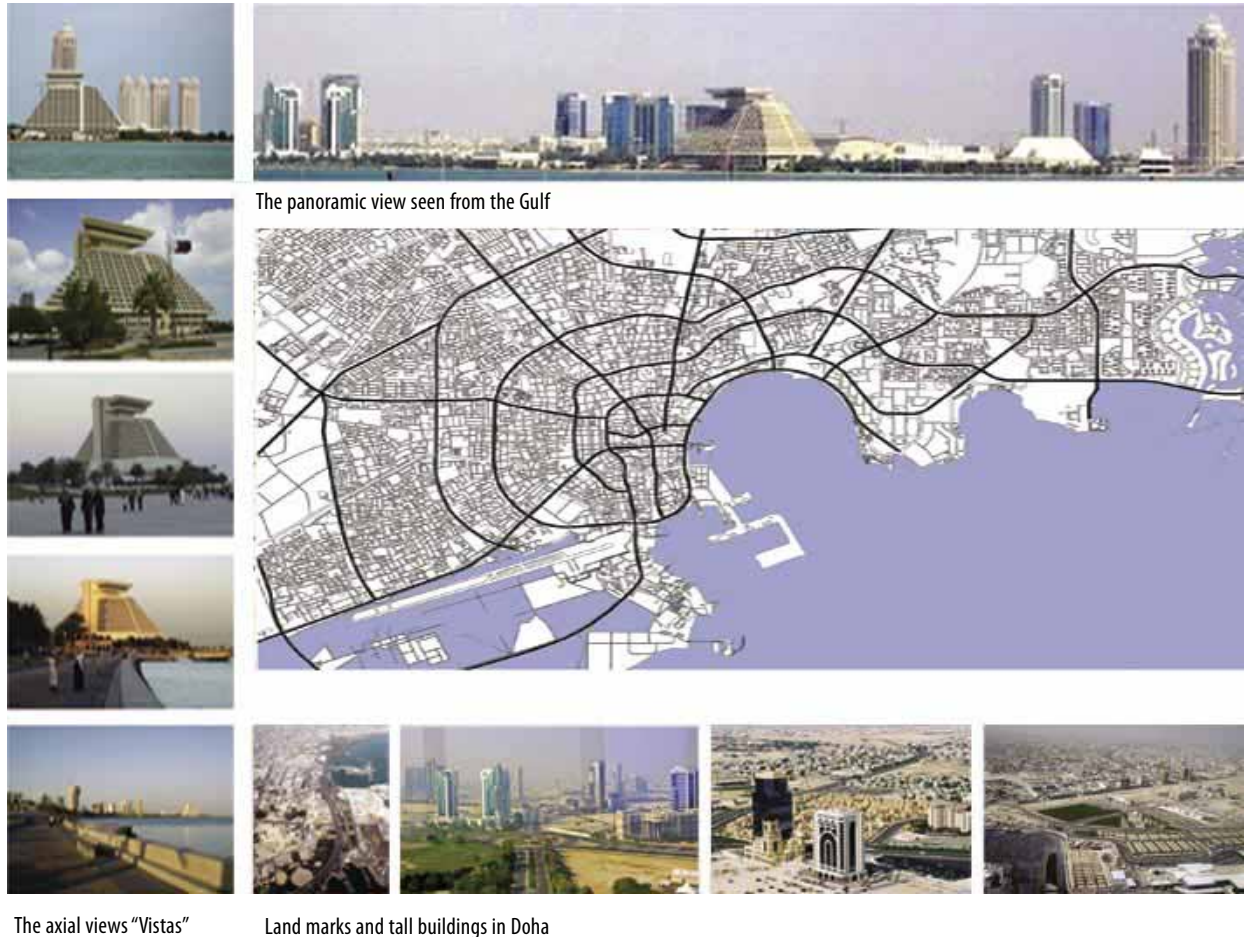 The panoramic view seen from the Gulf
The axial views “Vistas”
Land marks and tall buildings in Doha